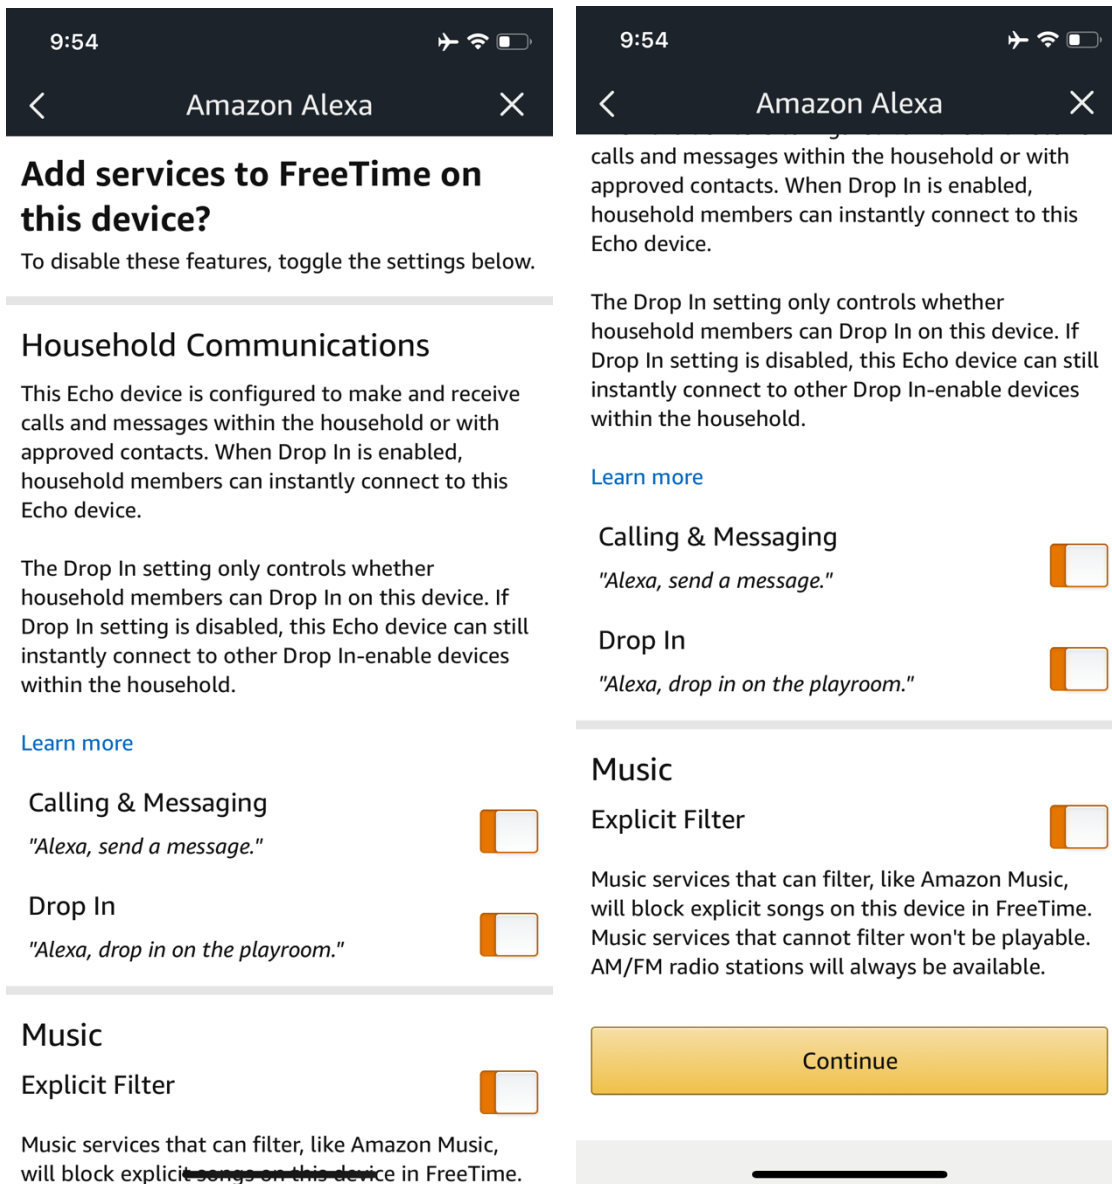 9:54
Amazon Alexa
Add services to FreeTime on
this device?
To disable these features, toggle the settings below.
Household Communications
This Echo device is configured to make and receive
calls and messages within the household or with
approved contacts. When Drop In is enabled,
household members can instantly connect to this
Echo device.
The Drop In setting only controls whether
household members can Drop In on this device. If
Drop In setting is disabled, this Echo device can still
instantly connect to other Drop In-enable devices
within the household.
Learn more
Calling & Messaging
"Alexa, send a message."
Drop In
"Alexa, drop in on the playroom."
Music
Explicit Filter
Music services that can filter, like Amazon Music,
will block explicit songs on this device in FreeTime.
9:54
Amazon Alexa
calls and messages within the household or with
approved contacts. When Drop In is enabled,
household members can instantly connect to this
Echo device.
The Drop In setting only controls whether
household members can Drop In on this device. If
Drop In setting is disabled, this Echo device can still
instantly connect to other Drop In-enable devices
within the household.
Learn more
Calling & Messaging
"Alexa, send a message."
Drop In
"Alexa, drop in on the playroom."
Music
Explicit Filter
Music services that can filter, like Amazon Music,
will block explicit songs on this device in FreeTime.
Music services that cannot filter won't be playable.
AM/FM radio stations will always be available.
Continue